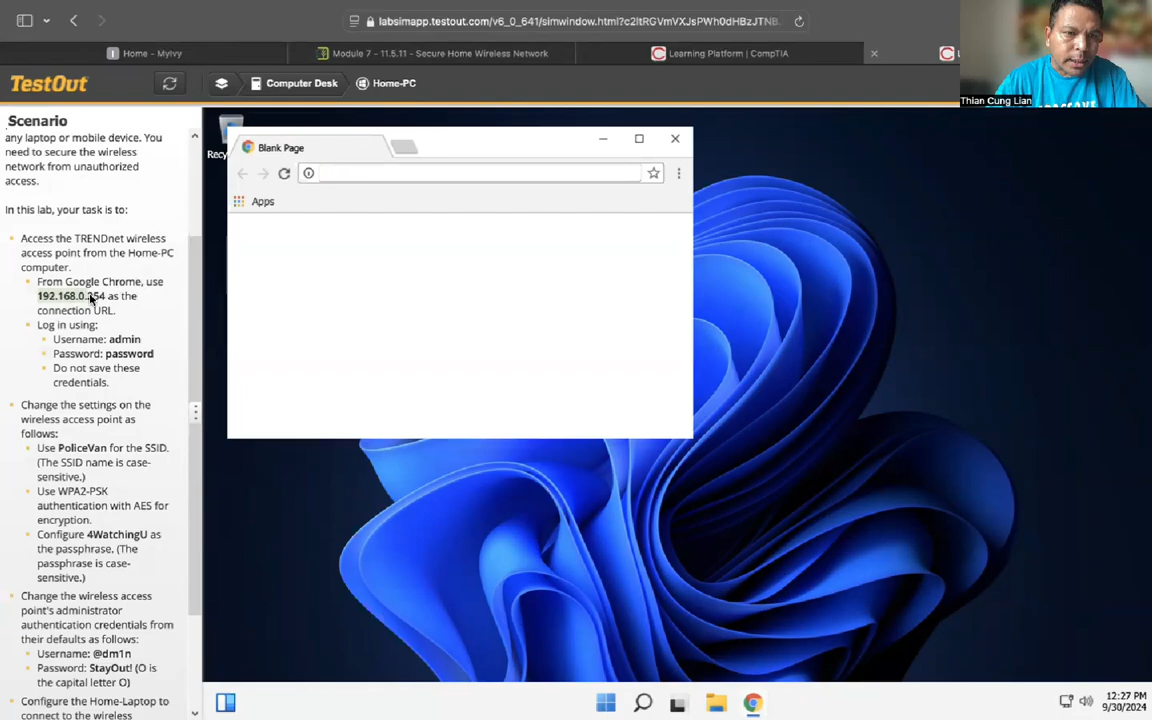 labsimapp.testout.com/v6_0_641/simwindow.html?c2ltRGVmVXJsPWh0dHBzJTNB...
Home - MyIvy
Module 7 - 11.5.11 - Secure Home Wireless Network
Learning Platform | CompTIA
TestOut
Computer Desk
Home-PC
Thian Cung Lian
Scenario
any laptop or mobile device. You
need to secure the wireless
network from unauthorized
access.
In this lab, your task is to:
Access the TRENDnet wireless
access point from the Home-PC
computer.
From Google Chrome, use
192.168.0.254 as the
connection URL.
Log in using:
Username: admin
Password: password
Do not save these
credentials.
Change the settings on the
wireless access point as
follows:
Use PoliceVan for the SSID.
(The SSID name is case-
sensitive.)
Use WPA2-PSK
authentication with AES for
encryption.
Configure 4WatchingU as
the passphrase. (The
passphrase is case-
sensitive.)
Change the wireless access
point's administrator
authentication credentials from
their defaults as follows:
Username: @dm1n
Password: StayOut! (O is
the capital letter O)
Configure the Home-Laptop to
connect to the wireless
Recy
Blank Page
Apps
12:27 PM
9/30/2024